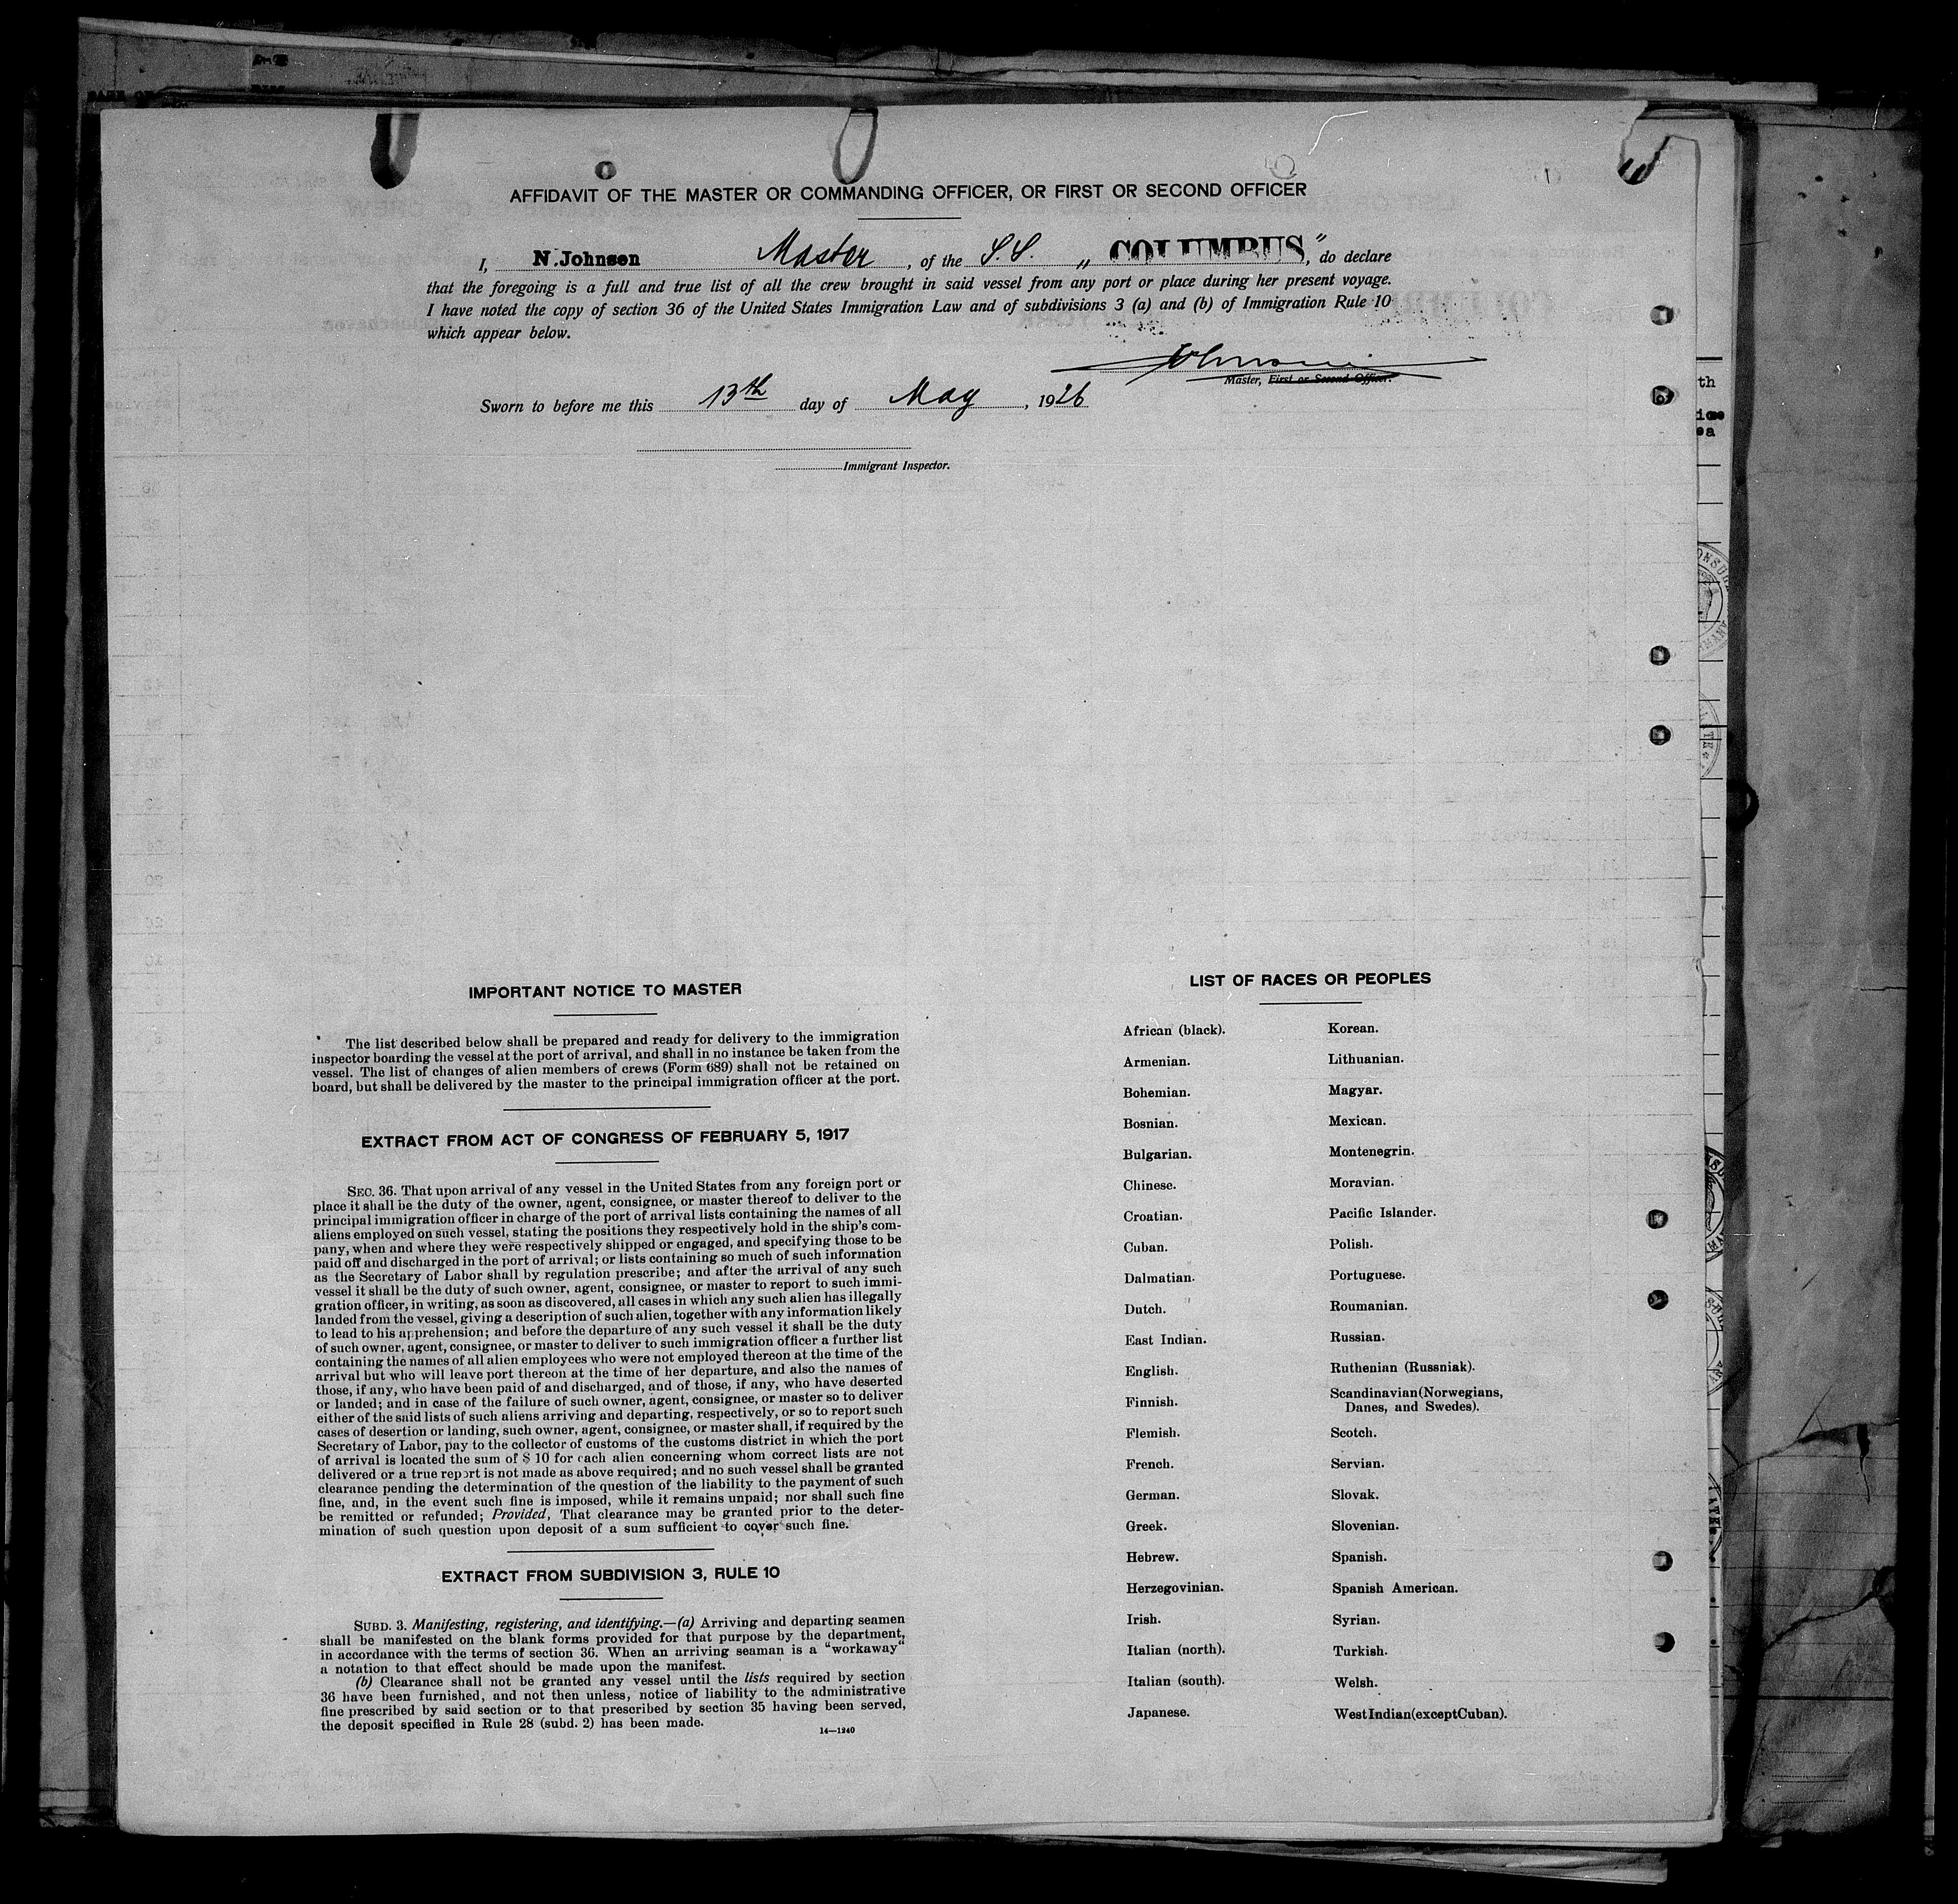 AFFIDAVIT OF THE MASTER OR COMMANDING OFFICER, OR FIRST OR SECOND OFFICER
I, N. Johnsen Master, of the S.S. „ COLUMBUS," do declare
that the foregoing is a full and true list of all the crew brought in said vessel from any port or place during her present voyage.
I have noted the copy of section 36 of the United States Immigration Law and of subdivisions 3 (a) and (b) of Immigration Rule 10
which appear below.
Johnsen
Master, First or Second Officer.
Sworn to before me this 13th day of May, 1926
Immigrant Inspector.
IMPORTANT NOTICE TO MASTER
The list described below shall be prepared and ready for delivery to the immigration
inspector boarding the vessel at the port of arrival, and shall in no instance be taken from the
vessel. The list of changes of alien members of crews (Form 689) shall not be retained on
board, but shall be delivered by the master to the principal immigration officer at the port.
EXTRACT FROM ACT OF CONGRESS OF FEBRUARY 5, 1917
SEC. 36. That upon arrival of any vessel in the United States from any foreign port or
place it shall be the duty of the owner, agent, consignee, or master thereof to deliver to the
principal immigration officer in charge of the port of arrival lists containing the names of all
aliens employed on such vessel, stating the positions they respectively hold in the ship's com-
pany, when and where they were respectively shipped or engaged, and specifying those to be
paid off and discharged in the port of arrival; or lists containing so much of such information
as the Secretary of Labor shall by regulation prescribe; and after the arrival of any such
vessel it shall be the duty of such owner, agent, consignee, or master to report to such immi-
gration officer, in writing, as soon as discovered, all cases in which any such alien has illegally
landed from the vessel, giving a description of such alien, together with any information likely
to lead to his apprehension; and before the departure of any such vessel it shall be the duty
of such owner, agent, consignee, or master to deliver to such immigration officer a further list
containing the names of all alien employees who were not employed thereon at the time of the
arrival but who will leave port thereon at the time of her departure, and also the names of
those, if any, who have been paid of and discharged, and of those, if any, who have deserted
or landed; and in case of the failure of such owner, agent, consignee, or master so to deliver
either of the said lists of such aliens arriving and departing, respectively, or so to report such
cases of desertion or landing, such owner, agent, consignee, or master shall, if required by the
Secretary of Labor, pay to the collector of customs of the customs district in which the port
of arrival is located the sum of $ 10 for each alien concerning whom correct lists are not
delivered or a true report is not made as above required; and no such vessel shall be granted
clearance pending the determination of the question of the liability to the payment of such
fine, and, in the event such fine is imposed, while it remains unpaid; nor shall such fine
be remitted or refunded; Provided, That clearance may be granted prior to the deter-
mination of such question upon deposit of a sum sufficient to cover such fine.
EXTRACT FROM SUBDIVISION 3, RULE 10
SUBD. 3. Manifesting, registering, and identifying.—(a) Arriving and departing seamen
shall be manifested on the blank forms provided for that purpose by the department,
in accordance with the terms of section 36. When an arriving seaman is a "workaway"
a notation to that effect should be made upon the manifest.
(b) Clearance shall not be granted any vessel until the lists required by section
36 have been furnished, and not then unless, notice of liability to the administrative
fine prescribed by said section or to that prescribed by section 35 having been served,
the deposit specified in Rule 28 (subd. 2) has been made.
14—1240
LIST OF RACES OR PEOPLES
African (black).
Armenian.
Bohemian.
Bosnian.
Bulgarian.
Chinese.
Croatian.
Cuban.
Dalmatian.
Dutch.
East Indian.
English.
Finnish.
Flemish.
French.
German.
Greek.
Hebrew.
Herzegovinian.
Irish.
Italian (north).
Italian (south).
Japanese.
Korean.
Lithuanian.
Magyar.
Mexican.
Montenegrin.
Moravian.
Pacific Islander.
Polish.
Portuguese.
Roumanian.
Russian.
Ruthenian (Russniak).
Scandinavian (Norwegians,
Danes, and Swedes).
Scotch.
Servian.
Slovak.
Slovenian.
Spanish.
Spanish American.
Syrian.
Turkish.
Welsh.
West Indian (except Cuban).